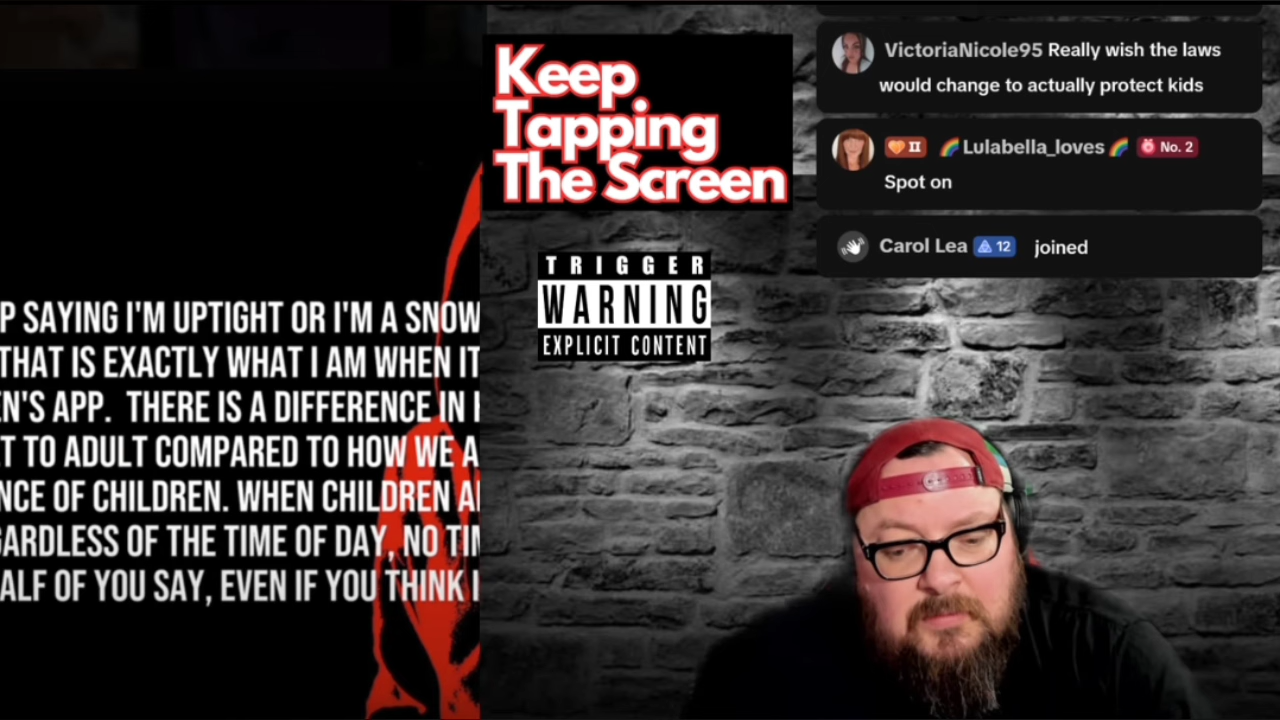 P SAYING I'M UPTIGHT OR I'M A SNOW
THAT IS EXACTLY WHAT I AM WHEN IT
EN'S APP. THERE IS A DIFFERENCE IN
T TO ADULT COMPARED TO HOW WE A
NCE OF CHILDREN. WHEN CHILDREN A
GARDLESS OF THE TIME OF DAY, NO TI
ALF OF YOU SAY, EVEN IF YOU THINK I
Keep
Tapping
The Screen
TRIGGER
WARNING
EXPLICIT CONTENT
VictoriaNicole95 Really wish the laws
would change to actually protect kids
II 🌈Lulabella_loves🌈 No. 2
Spot on
Carol Lea 12 joined